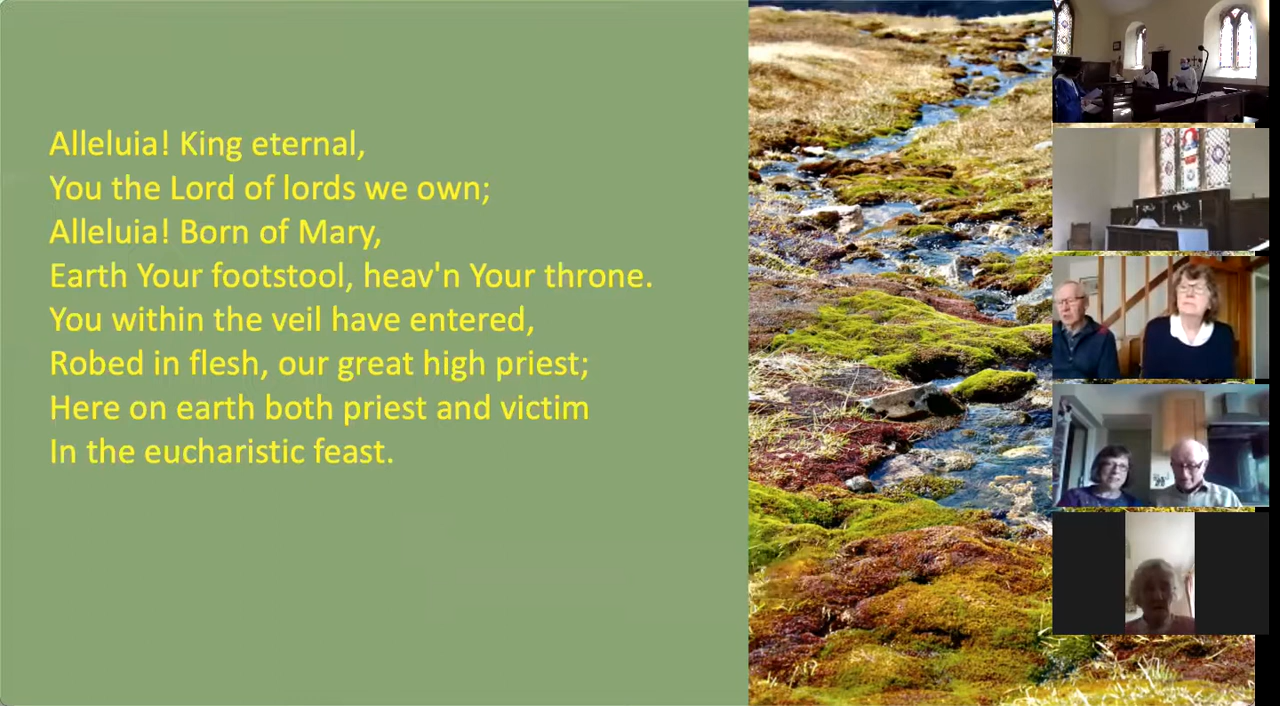 Alleluia! King eternal,
You the Lord of lords we own;
Alleluia! Born of Mary,
Earth Your footstool, heav'n Your throne.
You within the veil have entered,
Robed in flesh, our great high priest;
Here on earth both priest and victim
In the eucharistic feast.